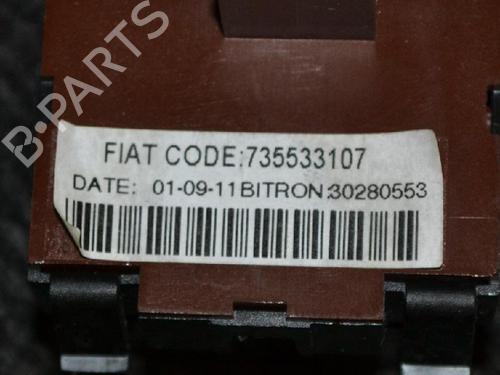 B-PARTS
FIAT CODE:735533107
DATE: 01-09-11 BITRON:30280553